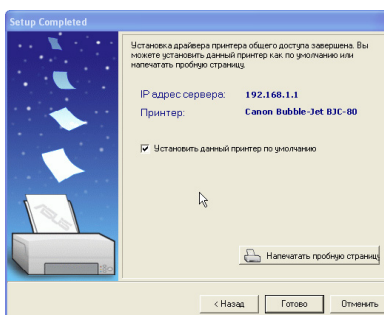 Setup Completed
Установка драйвера принтера общего доступа завершена. Вы
можете установить данный принтер как по умолчанию или
напечатать пробную страницу.
IP адрес сервера: 192.168.1.1
Принтер: Canon Bubble-Jet BJC-80
Установить данный принтер по умолчанию
ASUS
Напечатать пробную страниц
< Назад Готово Отменить